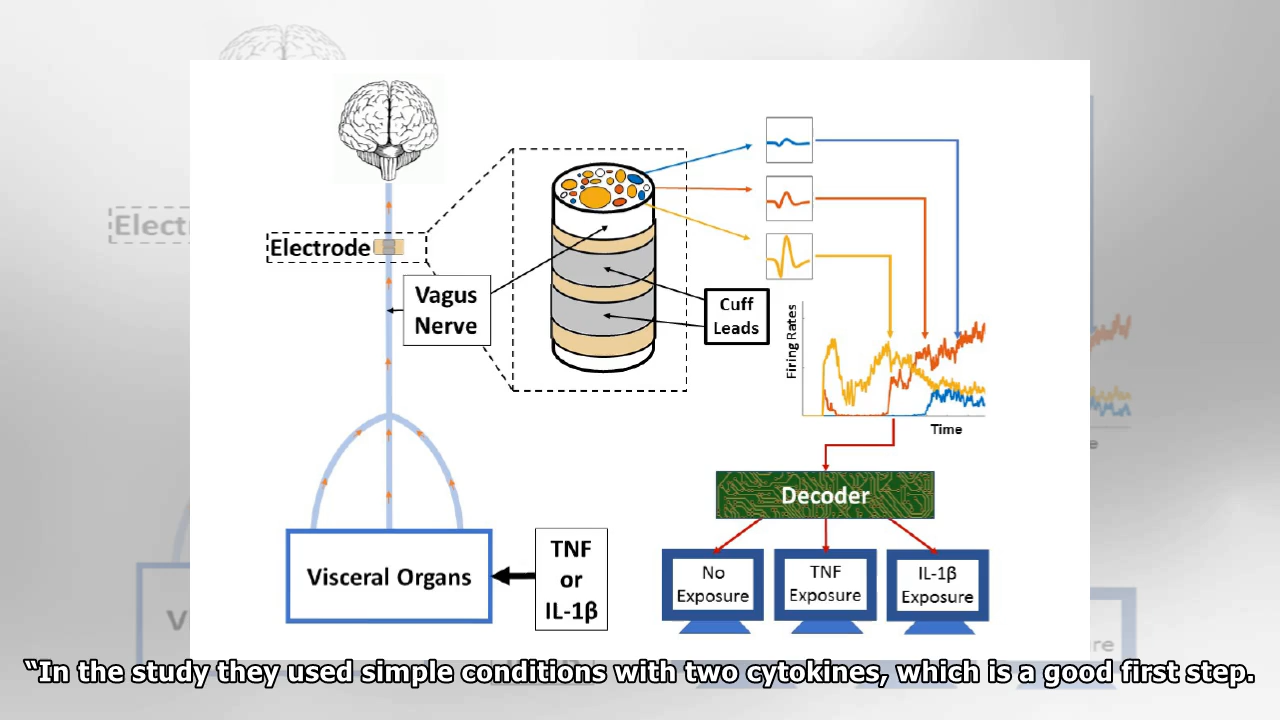 Electrode
Vagus
Nerve
Cuff
Leads
Firing Rates
Time
Decoder
Visceral Organs
TNF
or
IL-1β
No
Exposure
TNF
Exposure
IL-1β
Exposure
“In the study they used simple conditions with two cytokines, which is a good first step.